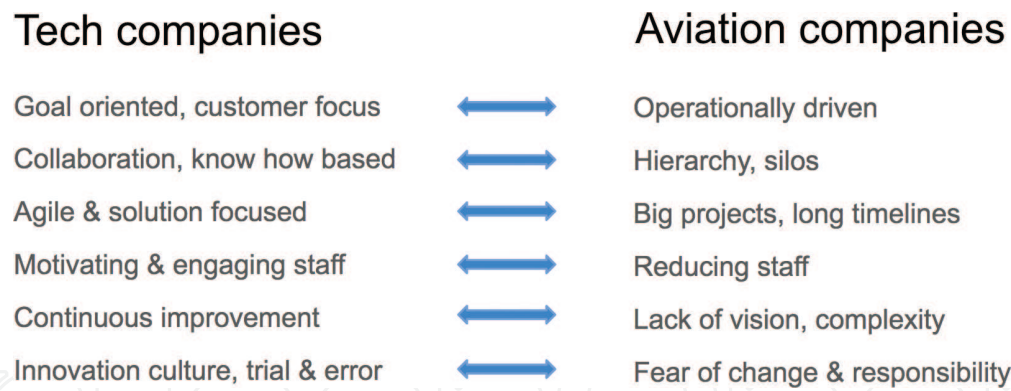 Tech companies
Aviation companies
Goal oriented, customer focus
Operationally driven
Collaboration, know how based
Hierarchy, silos
Agile & solution focused
Big projects, long timelines
Motivating & engaging staff
Reducing staff
Continuous improvement
Lack of vision, complexity
Innovation culture, trial & error
Fear of change & responsibility